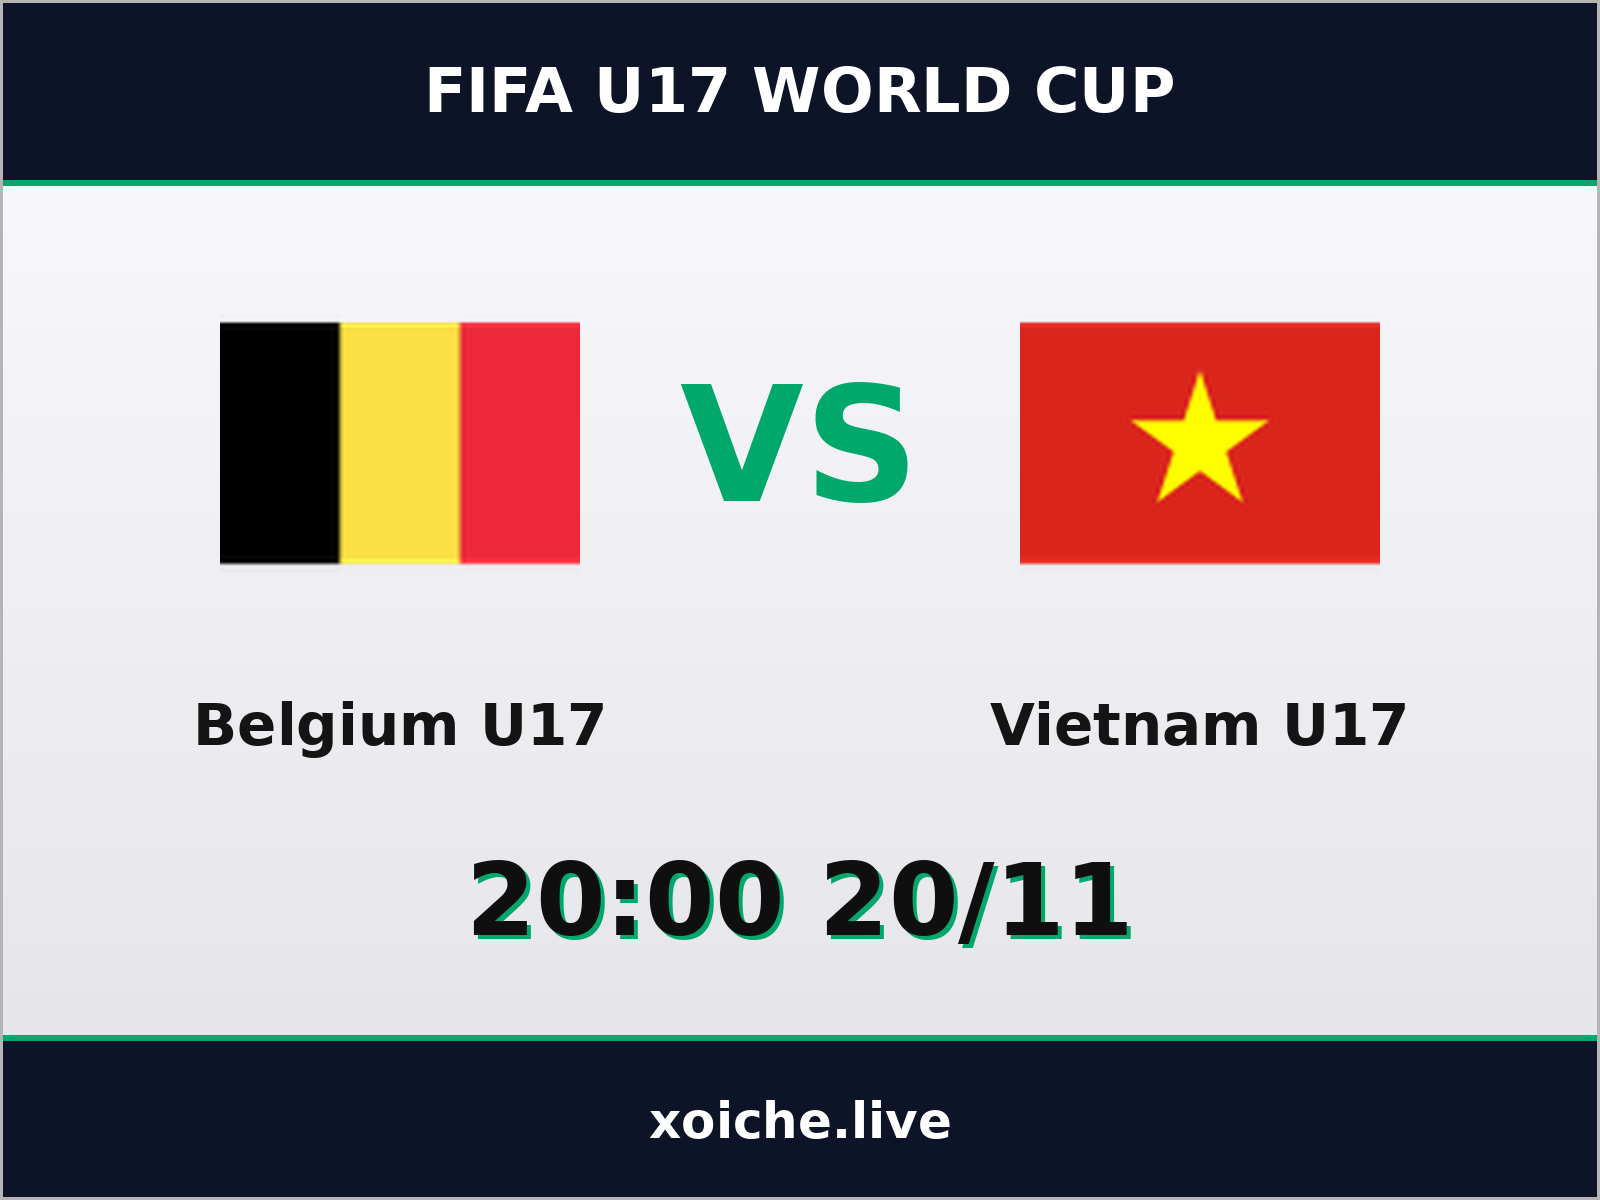 FIFA U17 WORLD CUP
VS
Belgium U17
Vietnam U17
20:00 20/11
xoiche.live